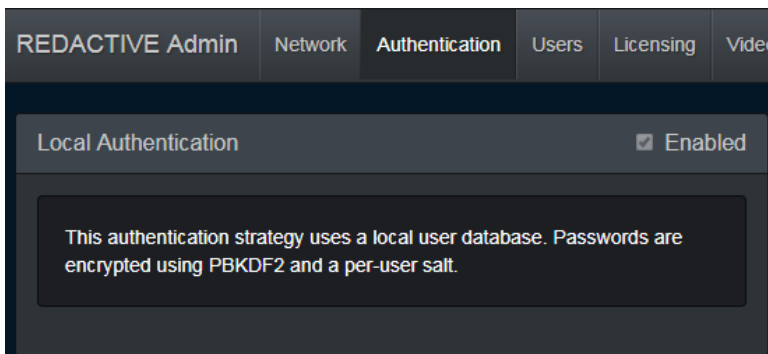 REDACTIVE Admin Network Authentication Users Licensing
Local Authentication Enabled
This authentication strategy uses a local user database. Passwords are
encrypted using PBKDF2 and a per-user salt.